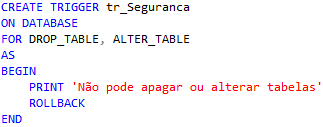 CREATE TRIGGER tr_Seguranca
ON DATABASE
FOR DROP_TABLE, ALTER_TABLE
AS
BEGIN
PRINT 'Não pode apagar ou alterar tabelas'
ROLLBACK
END